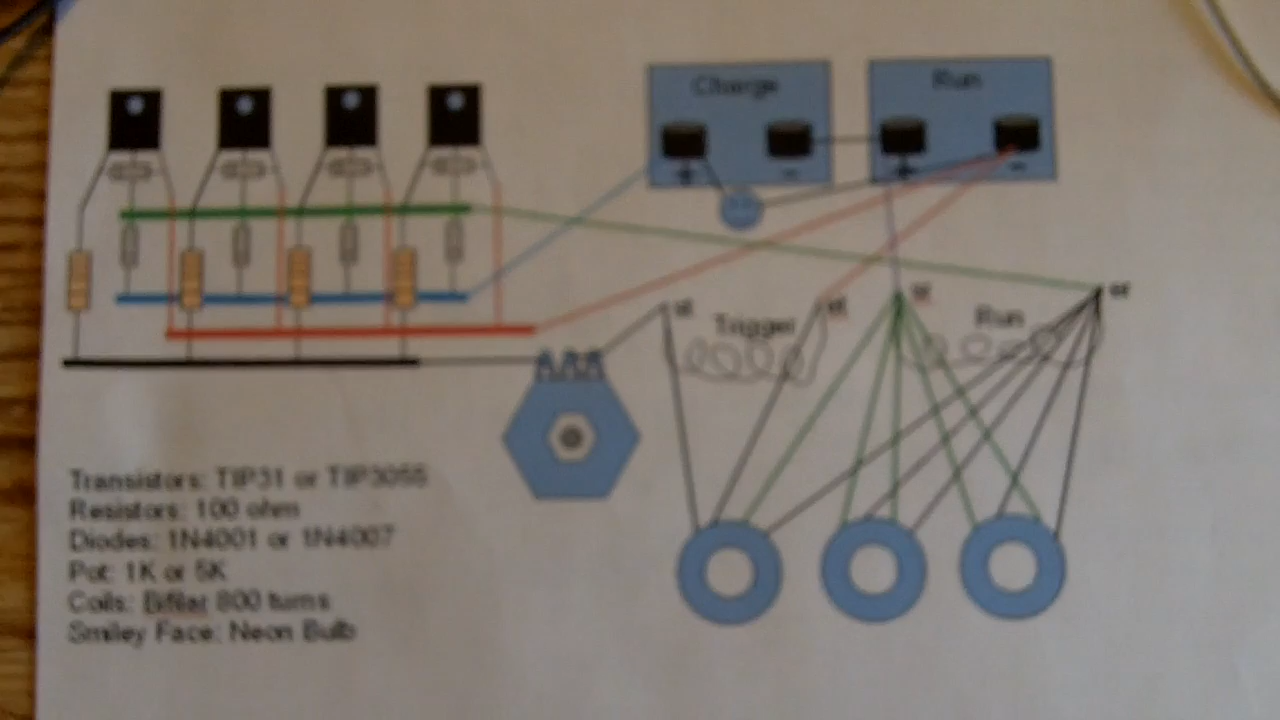 Charge
Run
+
-
+
-
Trigger
Run
Transistors: TIP31 or TIP3055
Resistors: 100 ohm
Diodes: 1N4001 or 1N4007
Pot: 1K or 5K
Coils: Bifiler 800 turns
Smiley Face: Neon Bulb